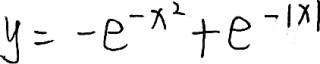 y = -e^{-x^2} + e^{-|x|}